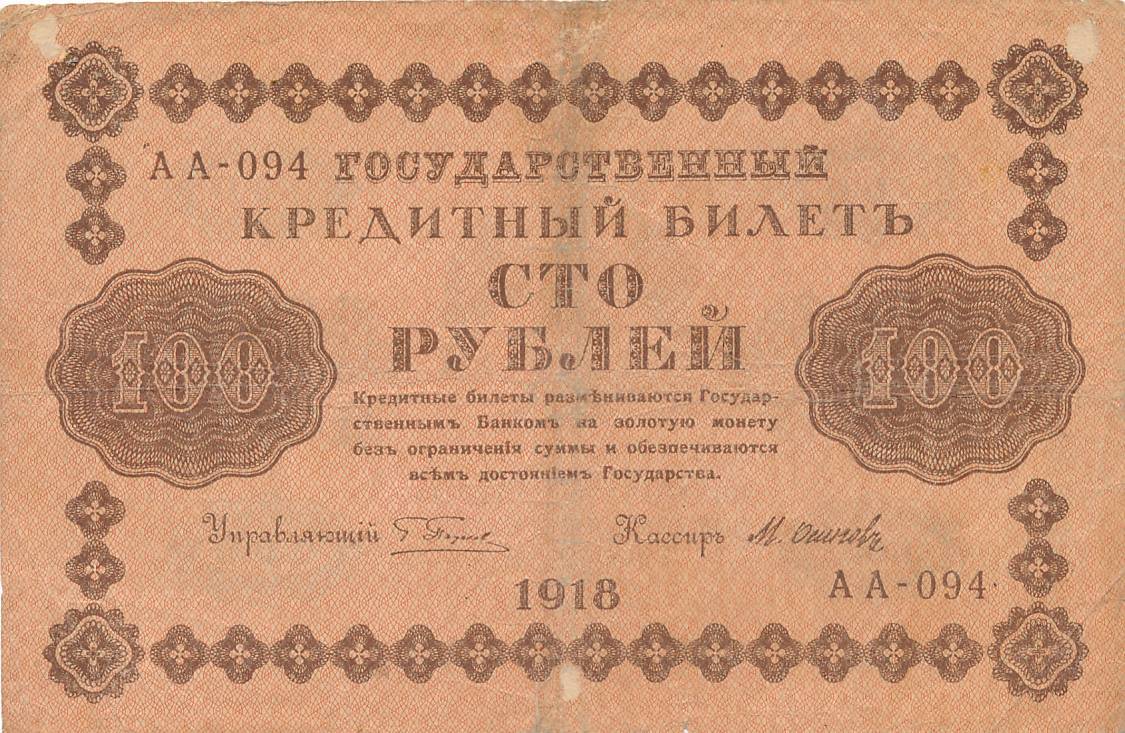 АА-094 ГОСУДАРСТВЕННЫЙ
КРЕДИТНЫЙ БИЛЕТЪ
СТО
РУБЛЕЙ
100
100
Кредитные билеты размѣниваются Государ-
ственнымъ Банкомъ на золотую монету
безъ ограниченія суммы и обезпечиваются
всѣмъ достояніемъ Государства.
Управляющій
Кассиръ М. Осиповъ
1918
АА-094